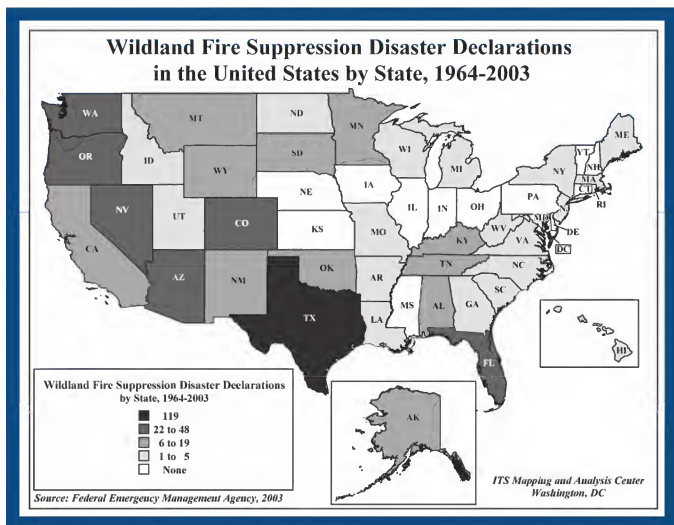 Wildland Fire Suppression Disaster Declarations
in the United States by State, 1964-2003
WA
MT
ND
MN
ME
OR
ID
SD
WI
VT
NH
NY
MA
WY
MI
CT
RI
NV
NE
IA
PA
NJ
UT
CO
IL
IN
OH
MD
DE
CA
KS
MO
WV
VA
DC
KY
AZ
NM
OK
AR
TN
NC
SC
TX
LA
MS
AL
GA
FL
HI
AK
Wildland Fire Suppression Disaster Declarations
by State, 1964-2003
119
22 to 48
6 to 19
1 to 5
None
ITS Mapping and Analysis Center
Washington, DC
Source: Federal Emergency Management Agency, 2003